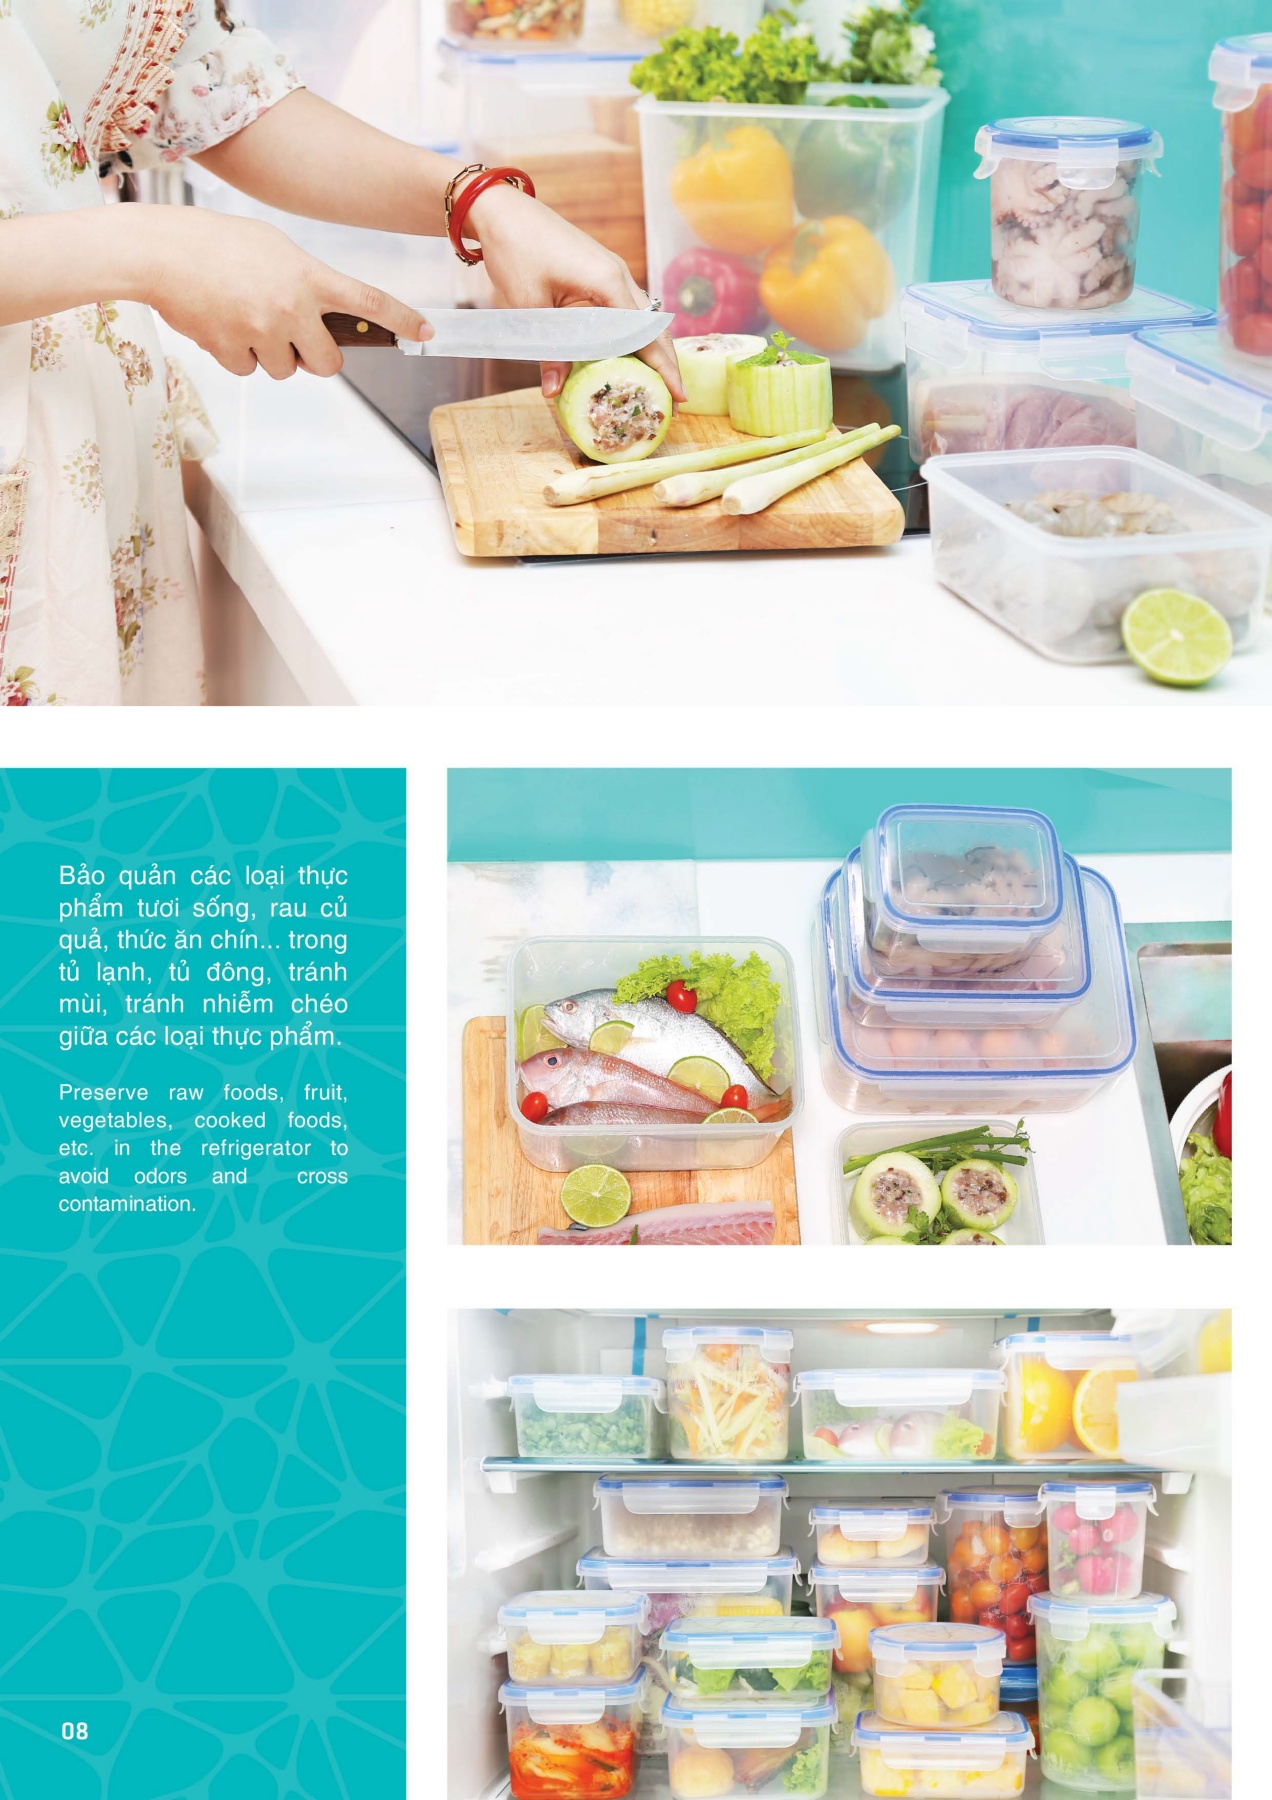 Bảo quản các loại thực
phẩm tươi sống, rau củ
quả, thức ăn chín... trong
tủ lạnh, tủ đông, tránh
mùi, tránh nhiễm chéo
giữa các loại thực phẩm.
Preserve raw foods, fruit,
vegetables, cooked foods,
etc. in the refrigerator to
avoid odors and cross
contamination.
08